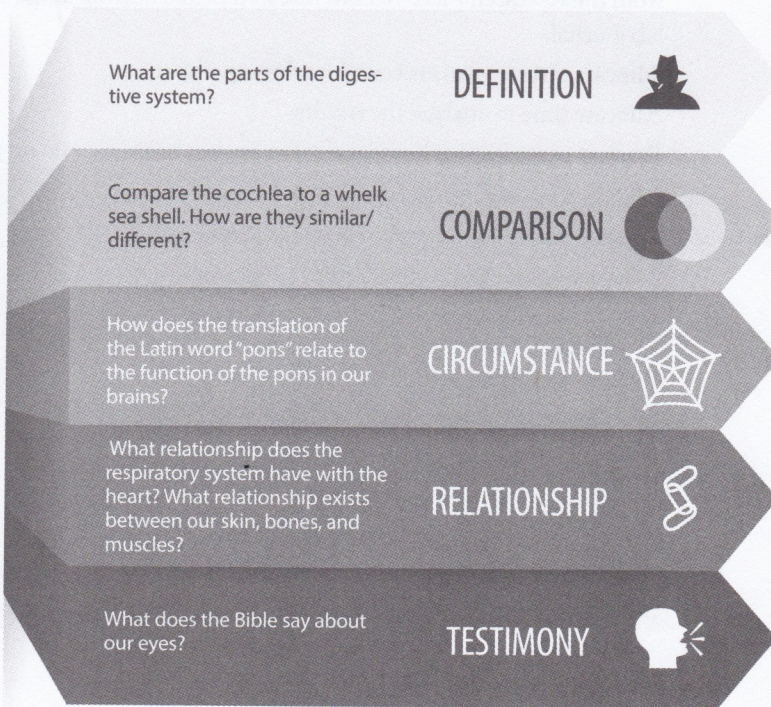 What are the parts of the diges-
tive system?
DEFINITION
Compare the cochlea to a whelk
sea shell. How are they similar/
different?
COMPARISON
How does the translation of
the Latin word "pons" relate to
the function of the pons in our
brains?
CIRCUMSTANCE
What relationship does the
respiratory system have with the
heart? What relationship exists
between our skin, bones, and
muscles?
RELATIONSHIP
What does the Bible say about
our eyes?
TESTIMONY